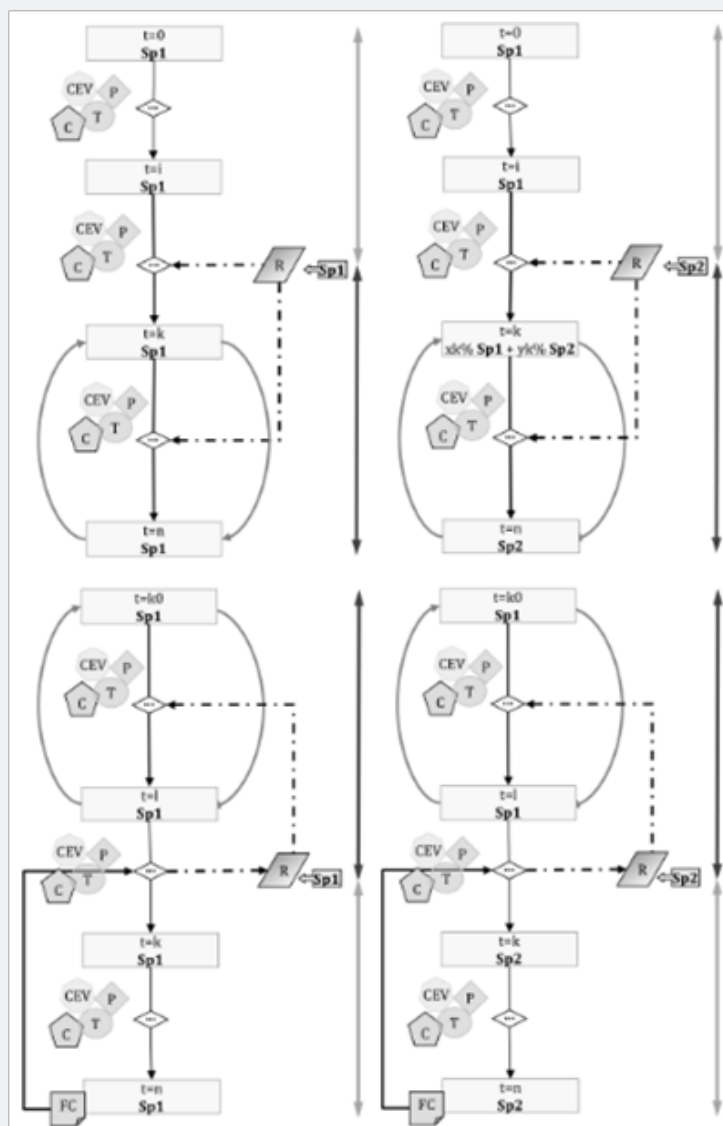 t=0
Sp1
CEV P
C T
t=i
Sp1
CEV P
C T
R
Sp1
t=k
Sp1
CEV P
C T
t=n
Sp1
t=0
Sp1
CEV P
C T
t=i
Sp1
CEV P
C T
R
Sp2
t=k
xk% Sp1 + yk% Sp2
CEV P
C T
t=n
Sp2
t=k0
Sp1
CEV P
C T
t=l
Sp1
CEV P
C T
R
Sp1
t=k
Sp1
CEV P
C T
t=n
FC
Sp1
t=k0
Sp1
CEV P
C T
t=l
Sp1
CEV P
C T
R
Sp2
t=k
Sp2
CEV P
C T
t=n
FC
Sp2